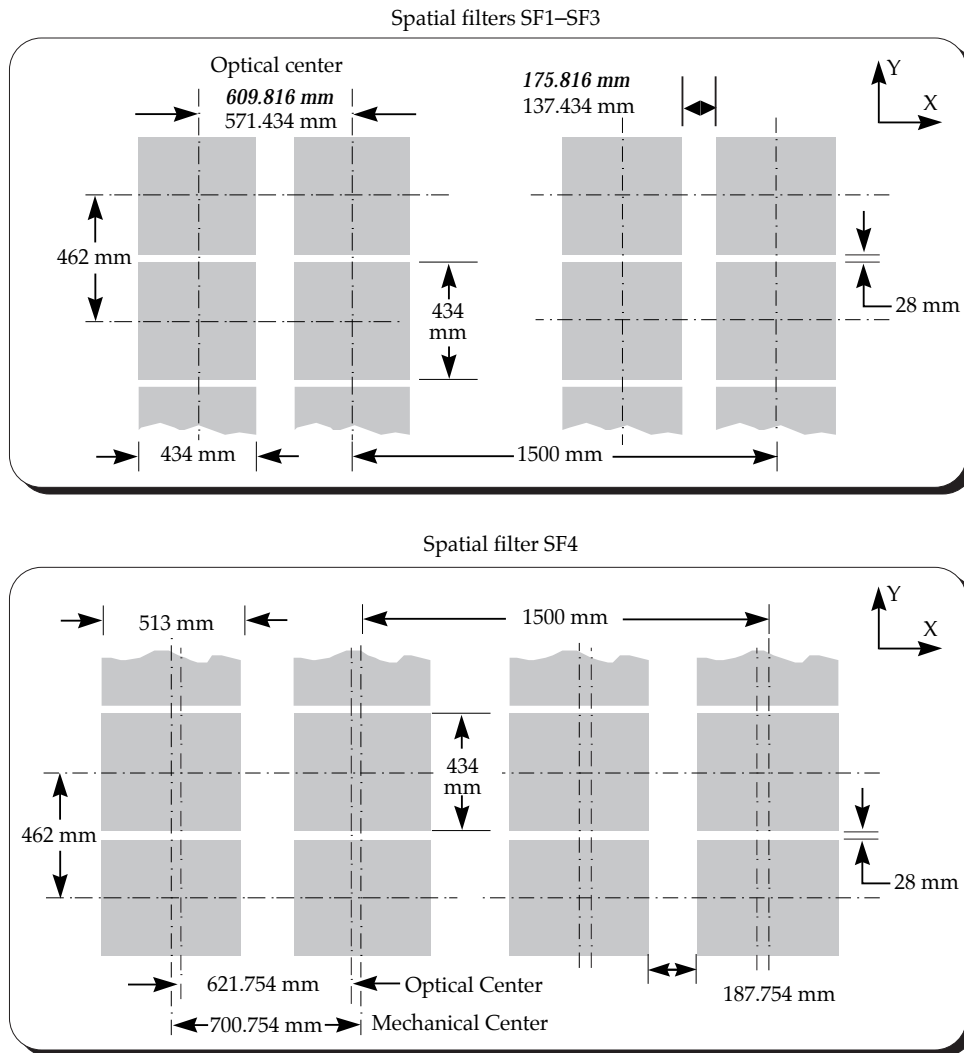 Spatial filters SF1–SF3
Optical center
609.816 mm
571.434 mm
175.816 mm
137.434 mm
Y
X
462 mm
434
mm
28 mm
434 mm
1500 mm
Spatial filter SF4
513 mm
1500 mm
Y
X
434
mm
462 mm
28 mm
621.754 mm
Optical Center
187.754 mm
700.754 mm
Mechanical Center